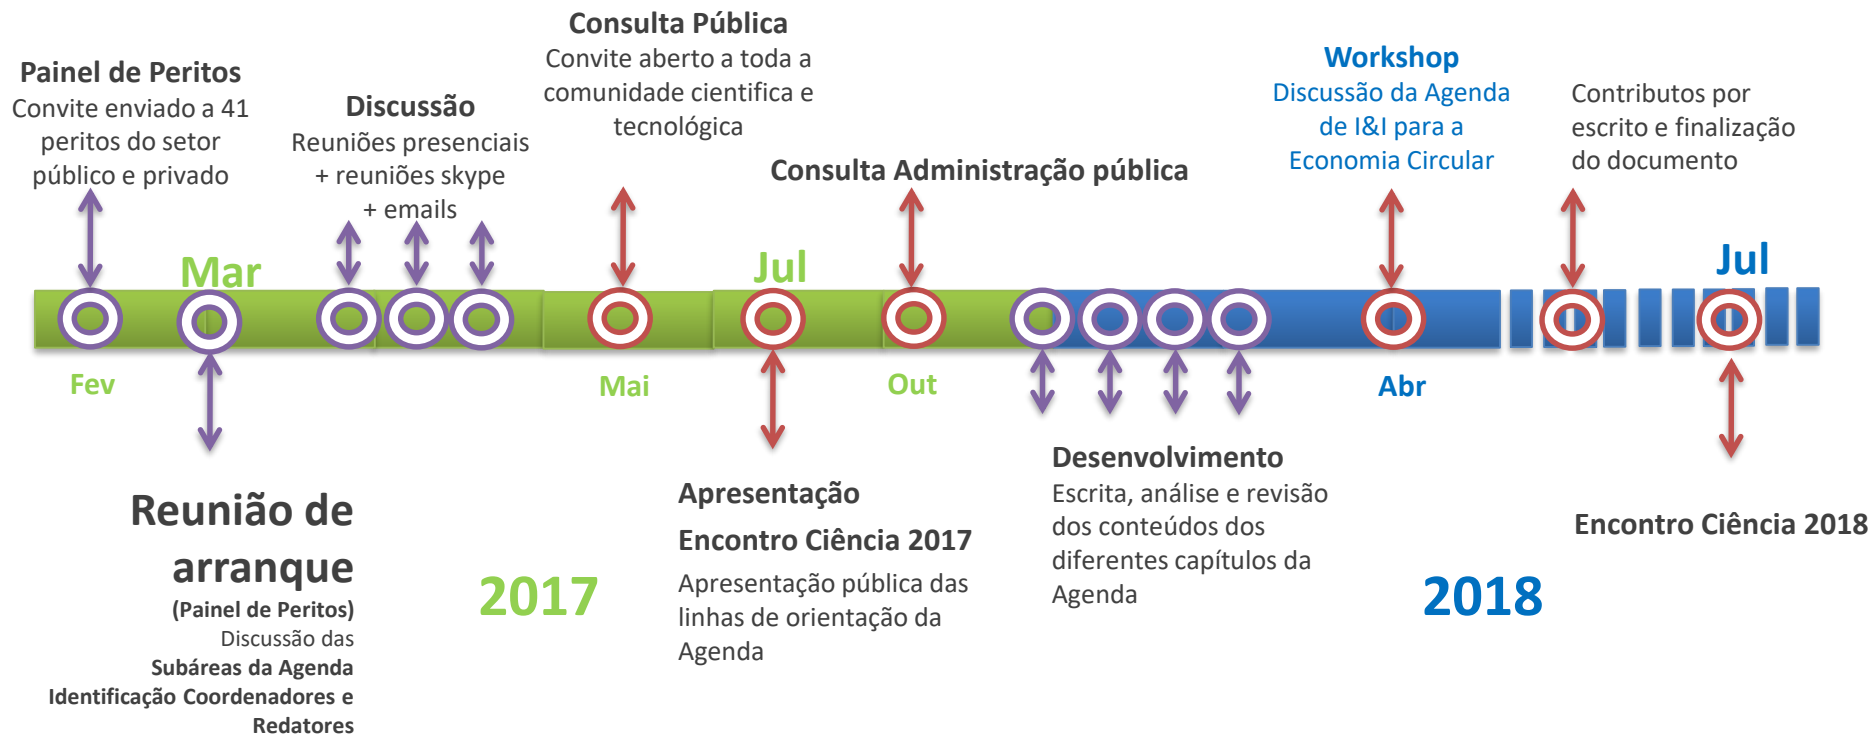 Painel de Peritos
Convite enviado a 41
peritos do setor
público e privado
Discussão
Reuniões presenciais
+ reuniões skype
+ emails
Consulta Pública
Convite aberto a toda a
comunidade cientifica e
tecnológica
Consulta Administração pública
Workshop
Discussão da Agenda
de I&I para a
Economia Circular
Contributos por
escrito e finalização
do documento
Mar
Jul
Jul
Fev
Mai
Out
Abr
Reunião de
arranque
(Painel de Peritos)
Discussão das
Subáreas da Agenda
Identificação Coordenadores e
Redatores
2017
Apresentação
Encontro Ciência 2017
Apresentação pública das
linhas de orientação da
Agenda
Desenvolvimento
Escrita, análise e revisão
dos conteúdos dos
diferentes capítulos da
Agenda
2018
Encontro Ciência 2018